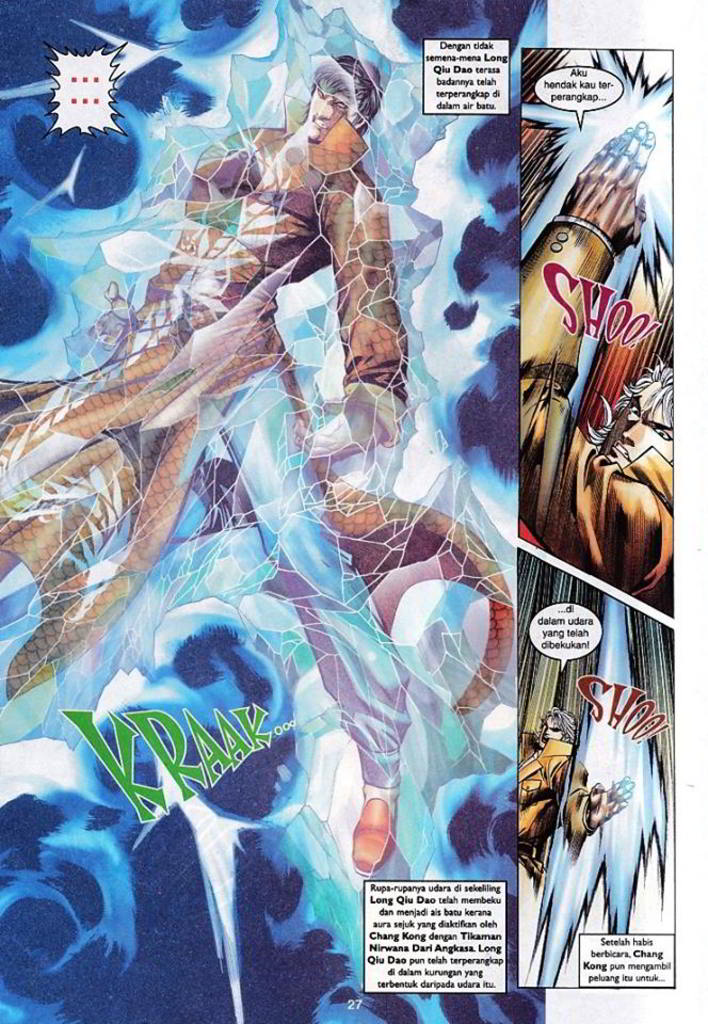 ... ...
Dengan tidak
semena-mena Long
Qiu Dao terasa
badannya telah
terperangkap di
dalam air batu.
Aku
hendak kau ter-
perangkap...
SHOO!
...di
dalam udara
yang telah
dibekukan!
SHOO!
KRAAK...
Rupa-rupanya udara di sekeliling
Long Qiu Dao telah membeku
dan menjadi ais batu kerana
aura sejuk yang diaktifkan oleh
Chang Kong dengan Tikaman
Nirwana Dari Angkasa. Long
Qiu Dao pun telah terperangkap
di dalam kurungan yang
terbentuk daripada udara itu.
Setelah habis
berbicara, Chang
Kong pun mengambil
peluang itu untuk...
27